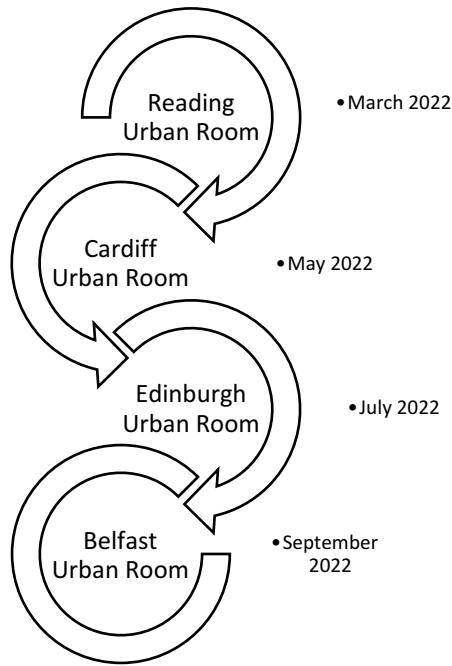 Reading
Urban Room
•March 2022
Cardiff
Urban Room
•May 2022
Edinburgh
Urban Room
•July 2022
Belfast
Urban Room
•September
2022